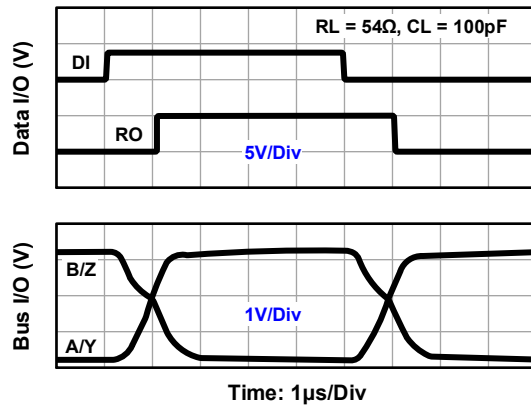 RL = 54Ω, CL = 100pF
DI
RO
5V/Div
Data I/O (V)
B/Z
1V/Div
A/Y
Bus I/O (V)
Time: 1µs/Div